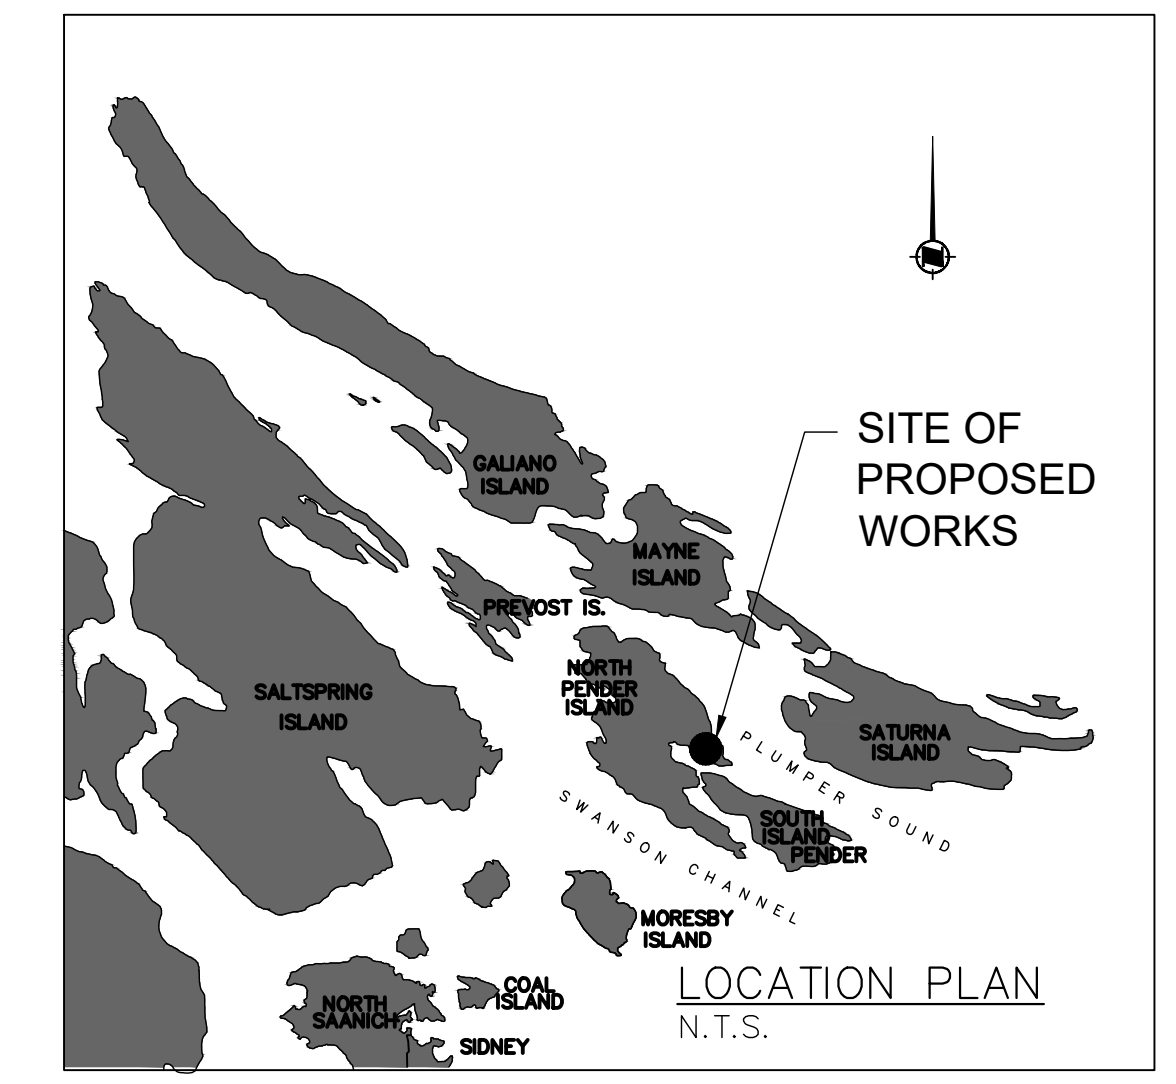 SITE OF
PROPOSED
WORKS
GALIANO
ISLAND
MAYNE
ISLAND
PREVOST IS.
NORTH
PENDER
ISLAND
SALTSPRING
ISLAND
SATURNA
ISLAND
PLUMPER SOUND
SWANSON CHANNEL
SOUTH
ISLAND
PENDER
MORESBY
ISLAND
COAL
ISLAND
NORTH
SAANICH
SIDNEY
LOCATION PLAN
N.T.S.